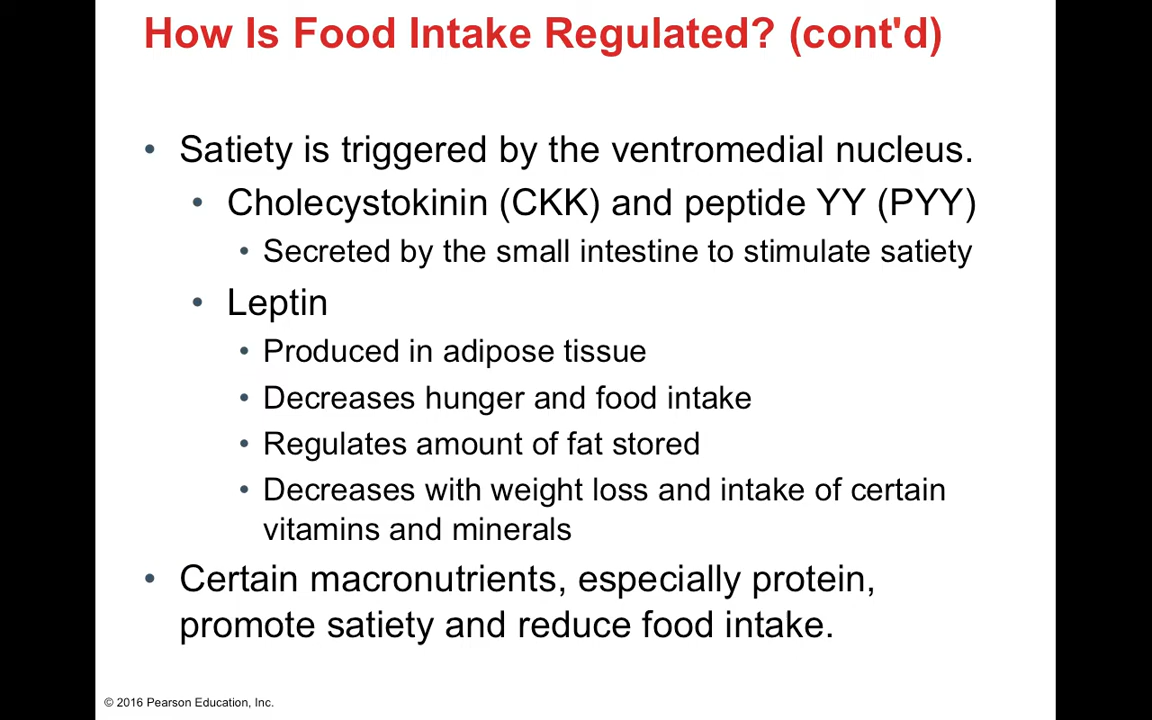 How Is Food Intake Regulated? (cont'd)
• Satiety is triggered by the ventromedial nucleus.
• Cholecystokinin (CKK) and peptide YY (PYY)
• Secreted by the small intestine to stimulate satiety
• Leptin
• Produced in adipose tissue
• Decreases hunger and food intake
• Regulates amount of fat stored
• Decreases with weight loss and intake of certain
vitamins and minerals
• Certain macronutrients, especially protein,
promote satiety and reduce food intake.
© 2016 Pearson Education, Inc.